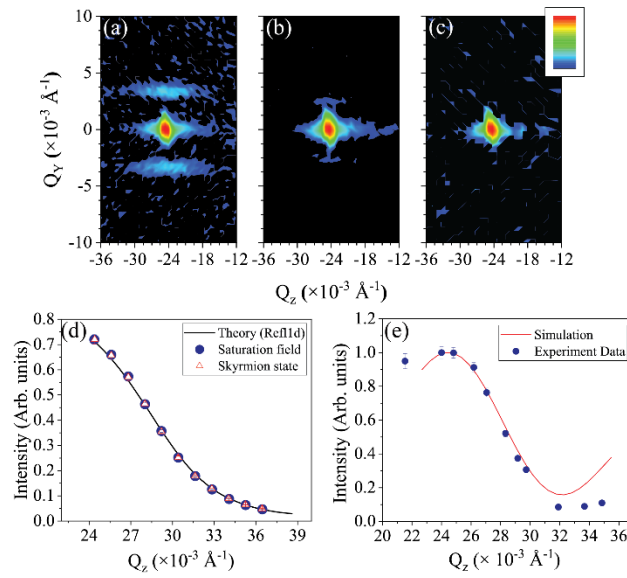 (a)
(b)
(c)
10
5
0
-5
-10
Q_Y (×10⁻³ Å⁻¹)
-36 -30 -24 -18 -12
-36 -30 -24 -18 -12
-36 -30 -24 -18 -12
Q_z (×10⁻³ Å⁻¹)
(d)
Theory (Refl1d)
Saturation field
Skyrmion state
0.8
0.7
0.6
0.5
0.4
0.3
0.2
0.1
0.0
Intensity (Arb. units)
24 27 30 33 36 39
Q_z (×10⁻³ Å⁻¹)
(e)
Simulation
Experiment Data
1.2
1.0
0.8
0.6
0.4
0.2
0.0
Intensity (Arb. units)
20 22 24 26 28 30 32 34 36
Q_z (× 10⁻³ Å⁻¹)